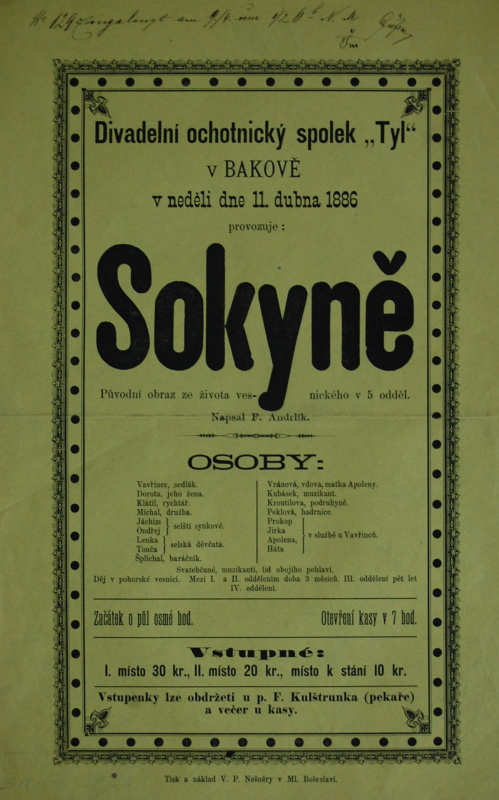 Divadelní ochotnický spolek „Tyl“
v BAKOVĚ
v neděli dne 11. dubna 1886
provozuje :
Sokyně
Původní obraz ze života ves- nického v 5 odděl.
Napsal F. Andrlík.
OSOBY:
Vavřinec, sedlák.
Dorota, jeho žena.
Klátil, rychtář.
Michal, družba.
Jáchim
Ondřej } selští synkové.
Lenka
Tonča } selská děvčata.
Šplíchal, baráčník.
Vránová, vdova, matka Apoleny.
Kubásek, muzikant.
Kroutilova, podruhyně.
Peklová, hadrnice.
Prokop
Jirka
Apolena,
Háta } v službě u Vavřinců.
Svatebčané, muzikanti, lid obojího pohlaví.
Děj v pohorské vesnici. Mezi I. a II. oddělením doba 3 měsíců. III. oddělení pět let
IV. oddělení.
Začátek o půl osmé hod. Otevření kasy v 7 hod.
Vstupné:
I. místo 30 kr., II. místo 20 kr., místo k stání 10 kr.
Vstupenky lze obdržeti u p. F. Kulštrunka (pekaře)
a večer u kasy.
Tisk a náklad V. P. Nešněry v Ml. Boleslavi.